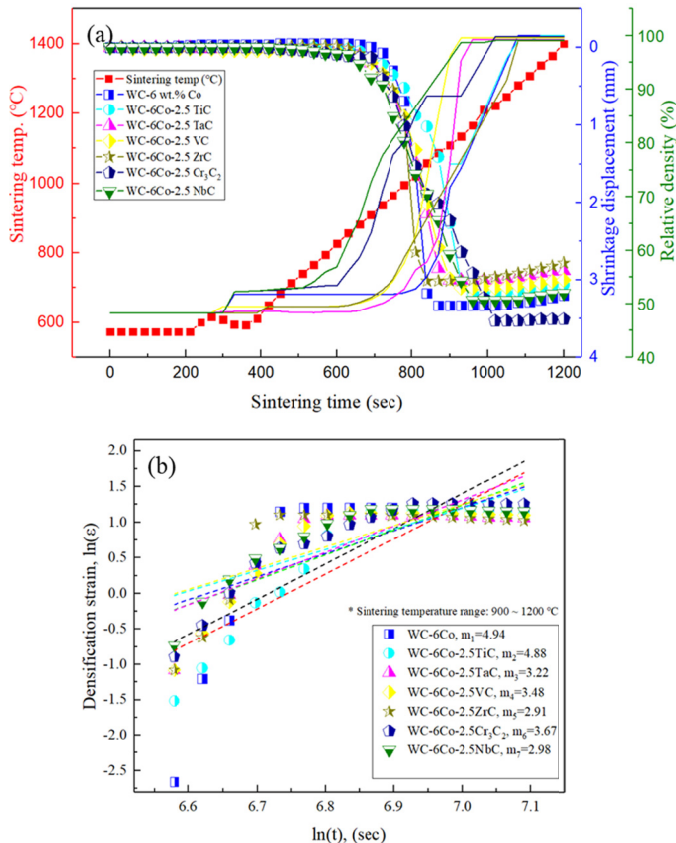 (a)
Sintering temp (°C)
WC-6 wt.% Co
WC-6Co-2.5 TiC
WC-6Co-2.5 TaC
WC-6Co-2.5 VC
WC-6Co-2.5 ZrC
WC-6Co-2.5 Cr3C2
WC-6Co-2.5 NbC
Sintering temp. (°C)
1400
1200
1000
800
600
0 200 400 600 800 1000 1200
Sintering time (sec)
0
1
2
3
4
Shrinkage displacement (mm)
100
90
80
70
60
50
40
Relative density (%)
(b)
Densification strain, ln(ε)
2.0
1.5
1.0
0.5
0.0
-0.5
-1.0
-1.5
-2.0
-2.5
* Sintering temperature range: 900 ~ 1200 °C
WC-6Co, m1=4.94
WC-6Co-2.5TiC, m2=4.88
WC-6Co-2.5TaC, m3=3.22
WC-6Co-2.5VC, m4=3.48
WC-6Co-2.5ZrC, m5=2.91
WC-6Co-2.5Cr3C2, m6=3.67
WC-6Co-2.5NbC, m7=2.98
6.6 6.7 6.8 6.9 7.0 7.1
ln(t), (sec)